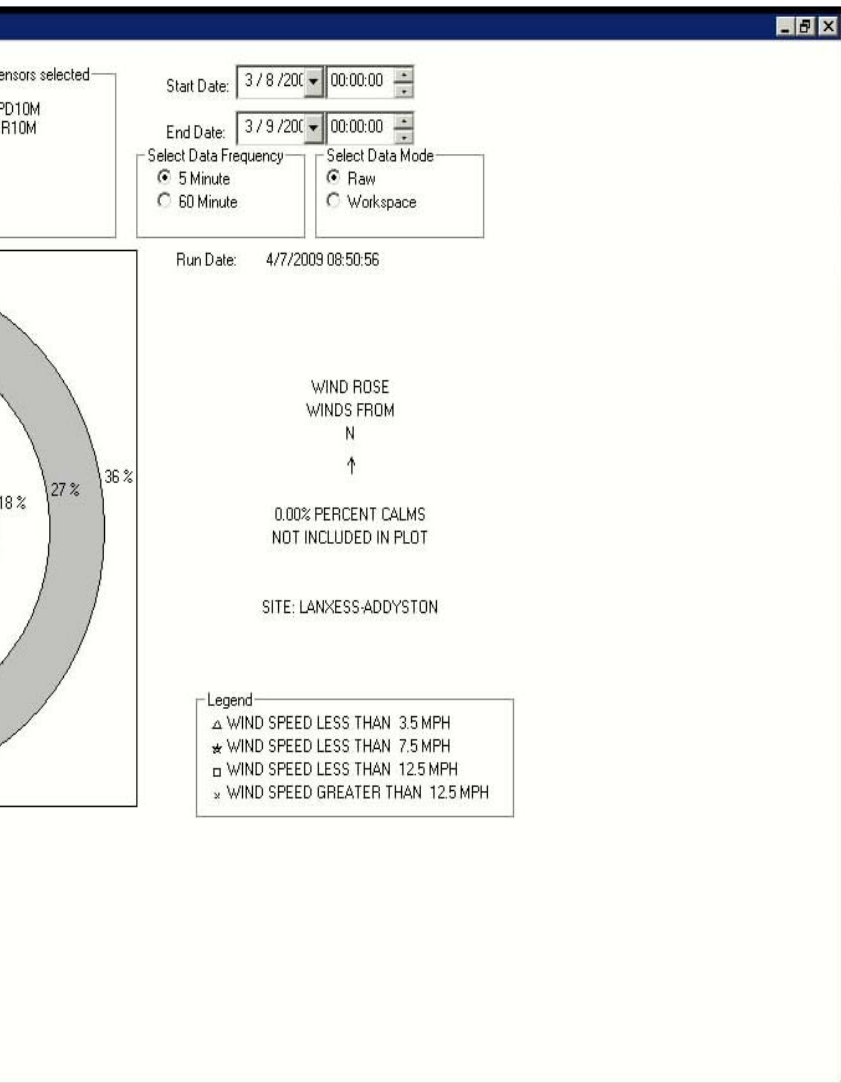 ensors selected
PD10M
R10M
Start Date: 3 / 8 /200 00:00:00
End Date: 3 / 9 /200 00:00:00
Select Data Frequency
5 Minute
60 Minute
Select Data Mode
Raw
Workspace
Run Date: 4/7/2009 08:50:56
36 %
27 %
18 %
WIND ROSE
WINDS FROM
N
0.00% PERCENT CALMS
NOT INCLUDED IN PLOT
SITE: LANXESS-ADDYSTON
Legend
WIND SPEED LESS THAN 3.5 MPH
WIND SPEED LESS THAN 7.5 MPH
WIND SPEED LESS THAN 12.5 MPH
WIND SPEED GREATER THAN 12.5 MPH